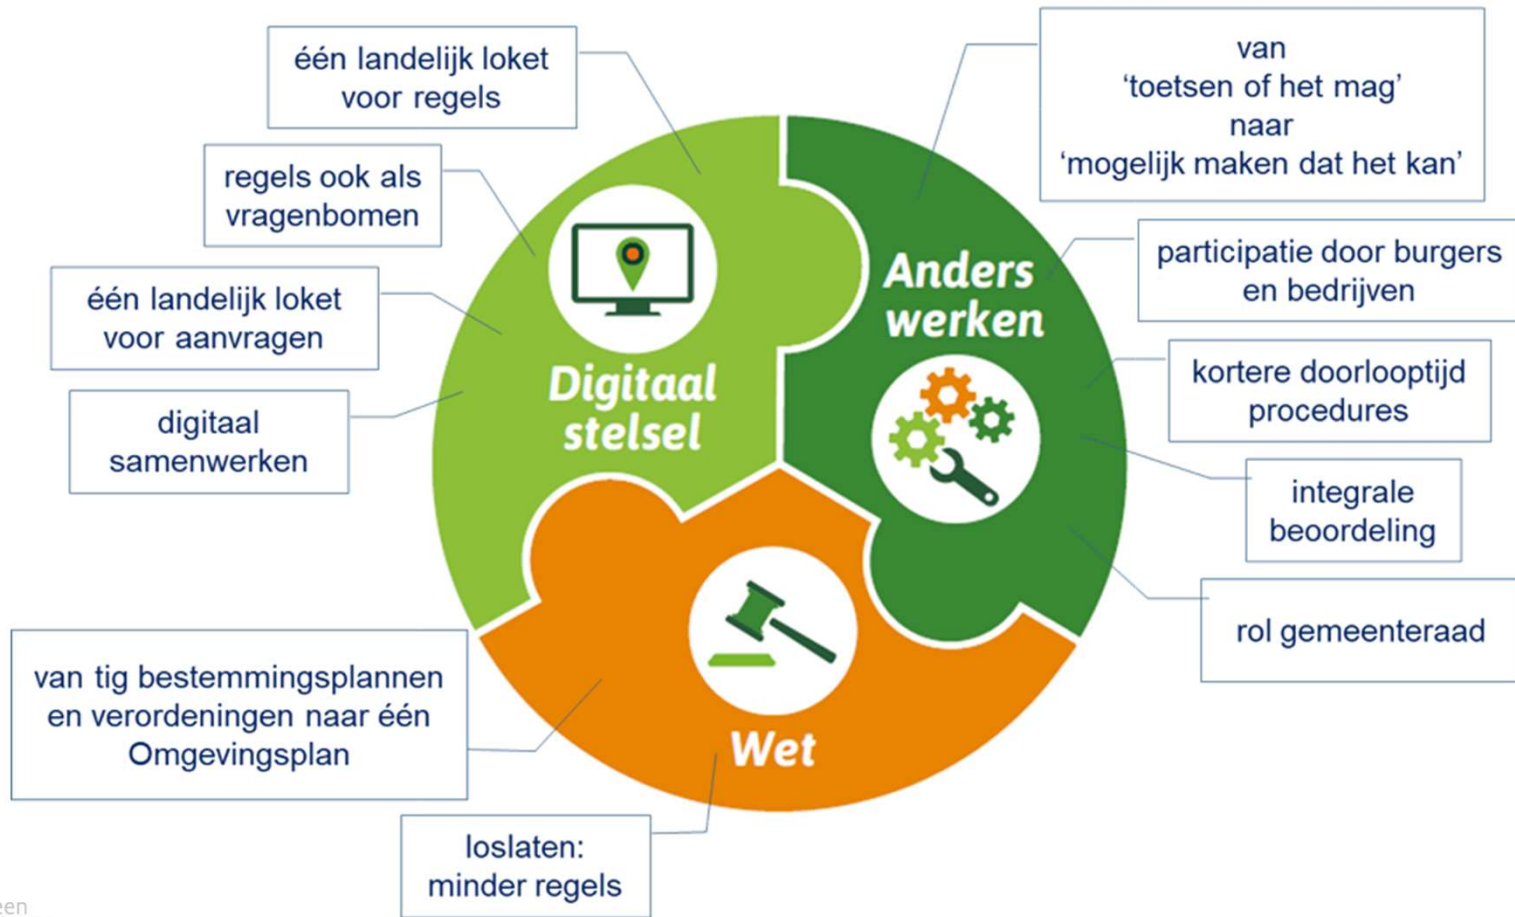 één landelijk loket
voor regels
regels ook als
vragenbomen
één landelijk loket
voor aanvragen
digitaal
samenwerken
Digitaal
stelsel
van
‘toetsen of het mag’
naar
‘mogelijk maken dat het kan’
participatie door burgers
en bedrijven
kortere doorlooptijd
procedures
integrale
beoordeling
rol gemeenteraad
Anders
werken
van tig bestemmingsplannen
en verordeningen naar één
Omgevingsplan
loslaten:
minder regels
Wet